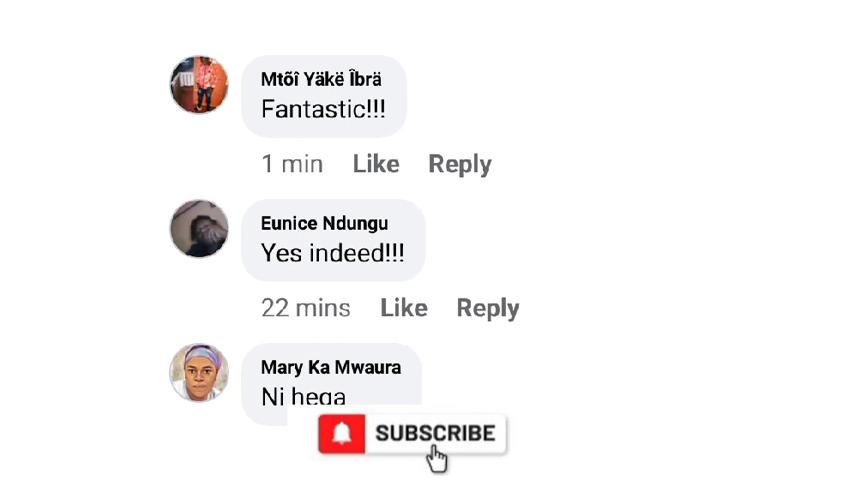 Mtõî Yäkë Îbrä
Fantastic!!!
1 min Like Reply
Eunice Ndungu
Yes indeed!!!
22 mins Like Reply
Mary Ka Mwaura
Ni hega
SUBSCRIBE